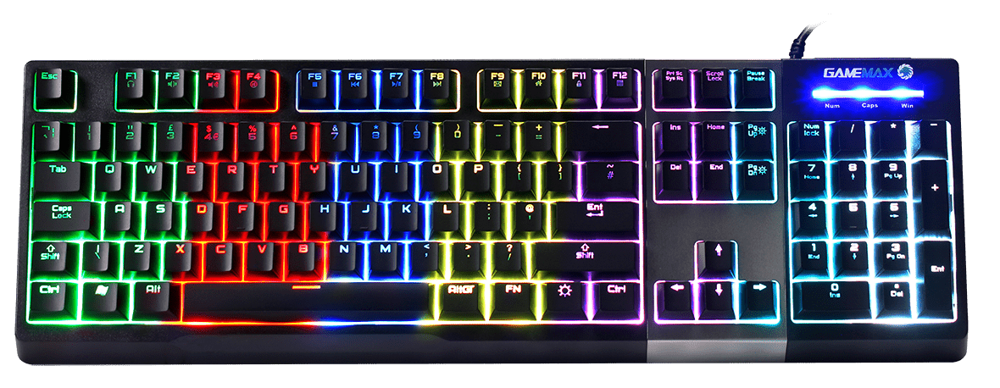 GAMEMAX
Esc F1 F2 F3 F4 F5 F6 F7 F8 F9 F10 F11 F12 Prt Sc Scroll Pause
Sys Rq Lock Break
Num Caps Win
! " £ $ % ^ & * ( ) _ +
¬ 1 2 3 4 5 6 7 8 9 0 - = Ins Home Pg Up Num lock / * -
Tab Q W E R T Y U I O P { } ~ Del End Pg Dn 7 8 9 +
[ ] # Home Pg Up
Caps Lock A S D F G H J K L : @ Ent 4 5 6
; '
Shift \ Z X C V B N M < > ? Shift 1 2 3 Ent
, . / End Pg Dn
Ctrl Alt AltGr FN Ctrl 0 . 
Ins Del